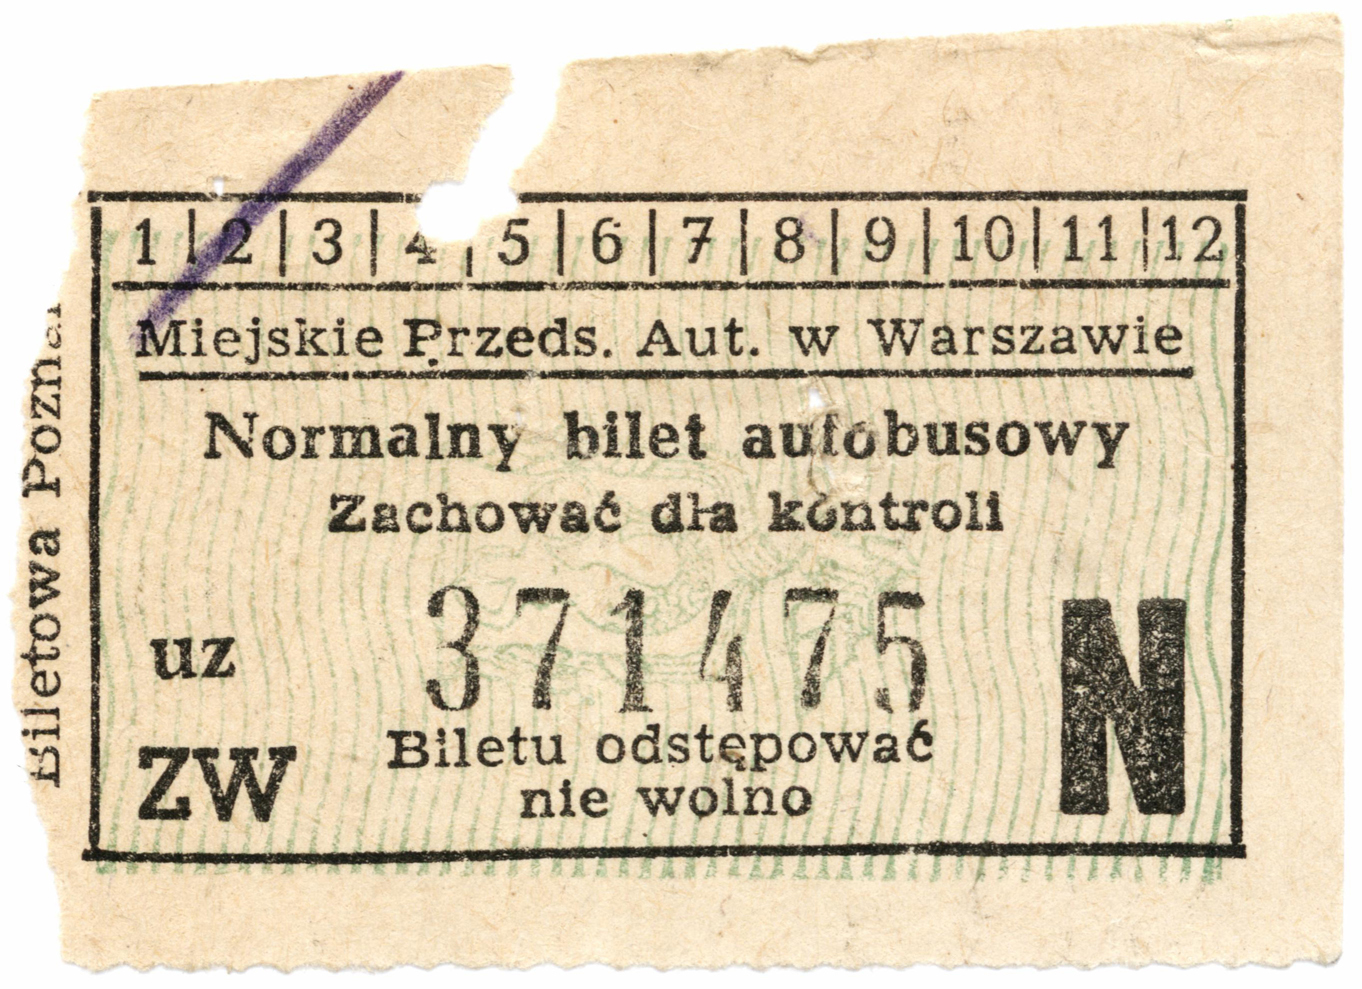 1 | 2 | 3 | 4 | 5 | 6 | 7 | 8 | 9 | 10 | 11 | 12
Miejskie Przeds. Aut. w Warszawie
Normalny bilet autobusowy
Zachować dla kontroli
371475
uz
ZW
Biletu odstępować
nie wolno
N
Biletowa Poznań